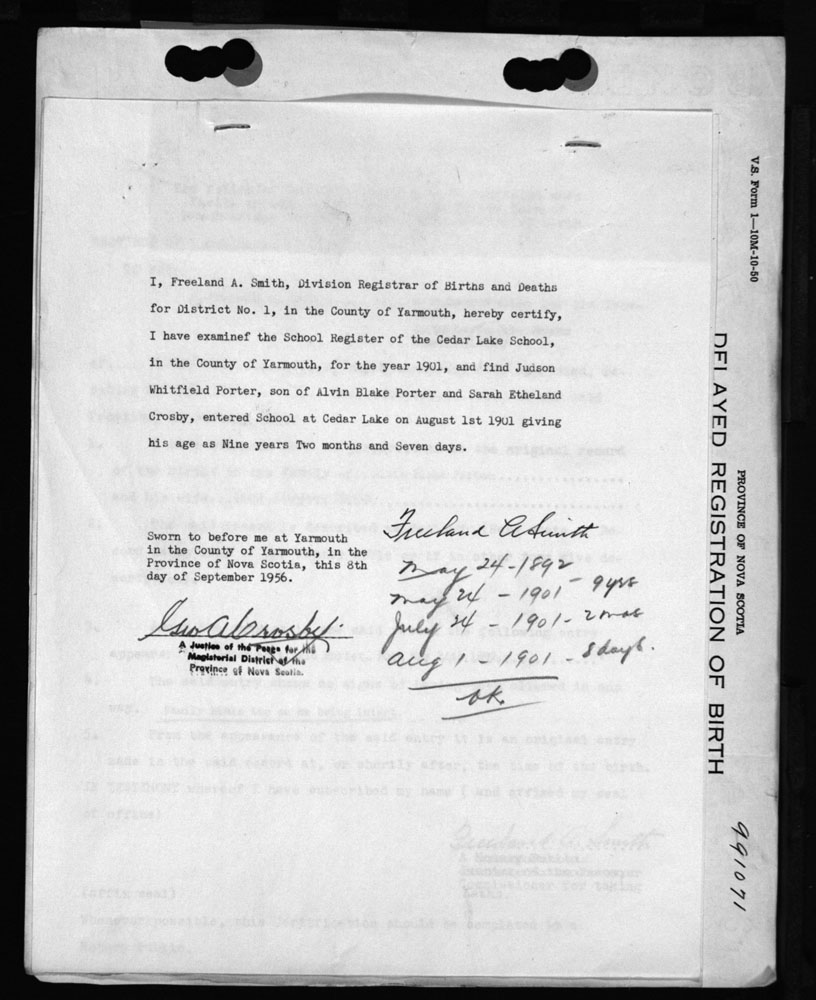 I, Freeland A. Smith, Division Registrar of Births and Deaths
for District No. 1, in the County of Yarmouth, hereby certify,
I have examinef the School Register of the Cedar Lake School,
in the County of Yarmouth, for the year 1901, and find Judson
Whitfield Porter, son of Alvin Blake Porter and Sarah Etheland
Crosby, entered School at Cedar Lake on August 1st 1901 giving
his age as Nine years Two months and Seven days.
Freeland A Smith
Sworn to before me at Yarmouth
in the County of Yarmouth, in the
Province of Nova Scotia, this 8th
day of September 1956.
May 24-1892
May 24 - 1901 - 9 yrs
July 24 - 1901 - 2 mos
Aug 1 - 1901 - 8 days.
ok.
Geo A Crosby
A Justice of the Peace for the
Magisterial District of the
Province of Nova Scotia.
V.S. Form 1—10M-10-50
PROVINCE OF NOVA SCOTIA
DELAYED REGISTRATION OF BIRTH
991071